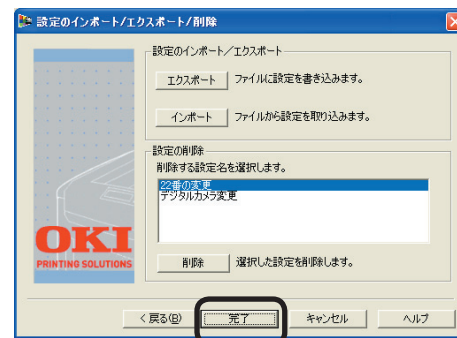 設定のインポート/エクスポート/削除
設定のインポート/エクスポート
エクスポート ファイルに設定を書き込みます。
インポート ファイルから設定を取り込みます。
設定の削除
削除する設定名を選択します。
22番の変更
デジタルカメラ変更
削除 選択した設定を削除します。
OKI
PRINTING SOLUTIONS
< 戻る(B) 完了 キャンセル ヘルプ